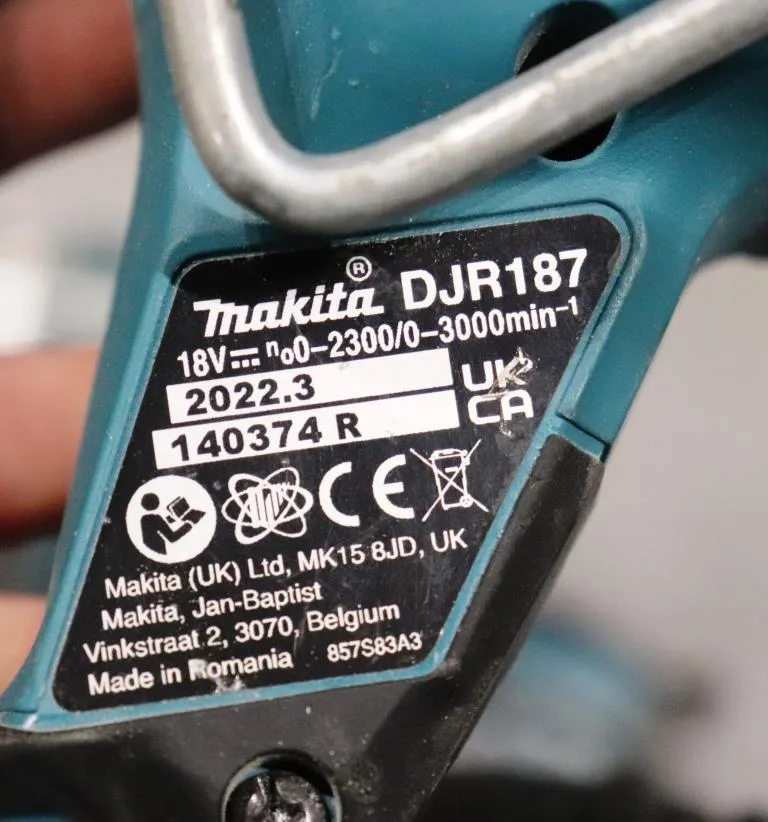 makita® DJR187
18V⎓ n₀0-2300/0-3000min⁻¹
2022.3
140374 R
UK
CA
CE
Makita (UK) Ltd, MK15 8JD, UK
Makita, Jan-Baptist
Vinkstraat 2, 3070, Belgium
Made in Romania 857S83A3